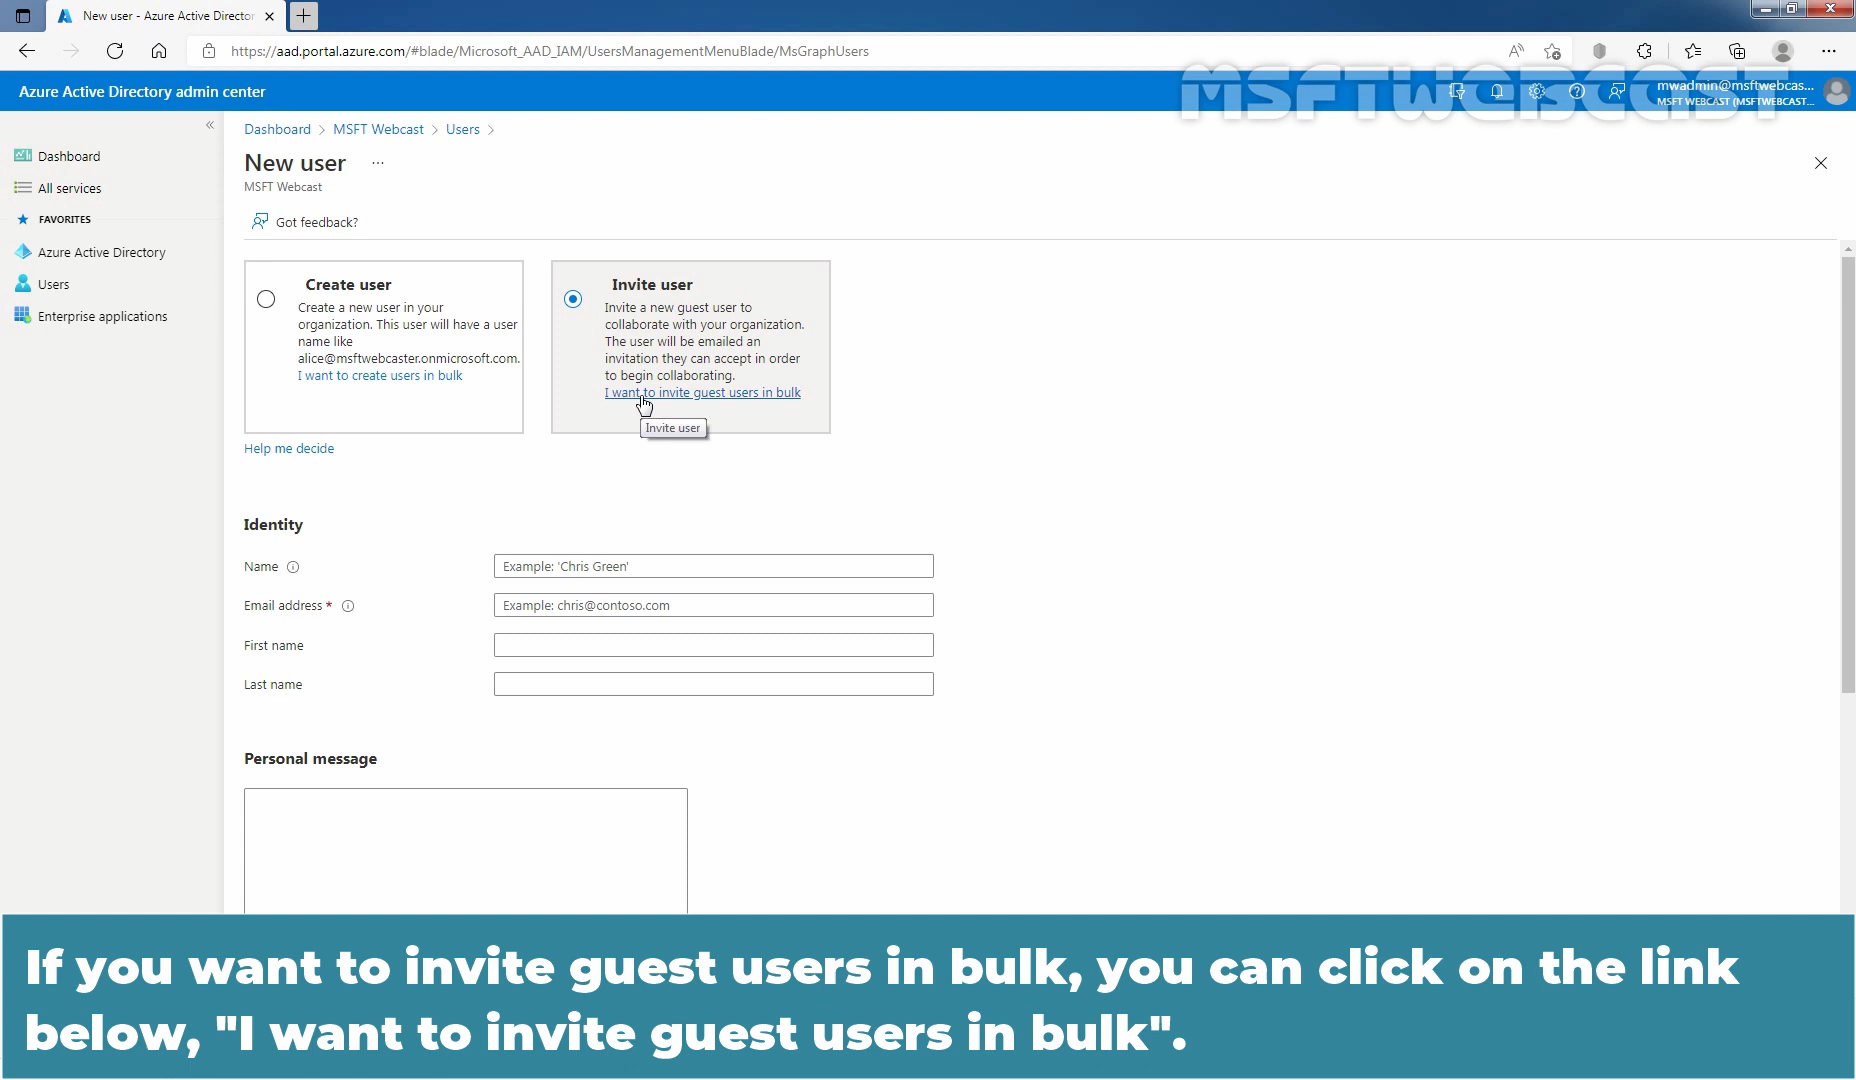 New user - Azure Active Director
https://aad.portal.azure.com/#blade/Microsoft_AAD_IAM/UsersManagementMenuBlade/MsGraphUsers
MSFTWEBCAST
Azure Active Directory admin center
mwadmin@msftwebcas...
MSFT WEBCAST (MSFTWEBCAST...
Dashboard
All services
FAVORITES
Azure Active Directory
Users
Enterprise applications
Dashboard > MSFT Webcast > Users >
New user ...
MSFT Webcast
Got feedback?
Create user
Create a new user in your
organization. This user will have a user
name like
alice@msftwebcaster.onmicrosoft.com.
I want to create users in bulk
Invite user
Invite a new guest user to
collaborate with your organization.
The user will be emailed an
invitation they can accept in order
to begin collaborating.
I want to invite guest users in bulk
Invite user
Help me decide
Identity
Name
Example: 'Chris Green'
Email address *
Example: chris@contoso.com
First name
Last name
Personal message
If you want to invite guest users in bulk, you can click on the link
below, "I want to invite guest users in bulk".